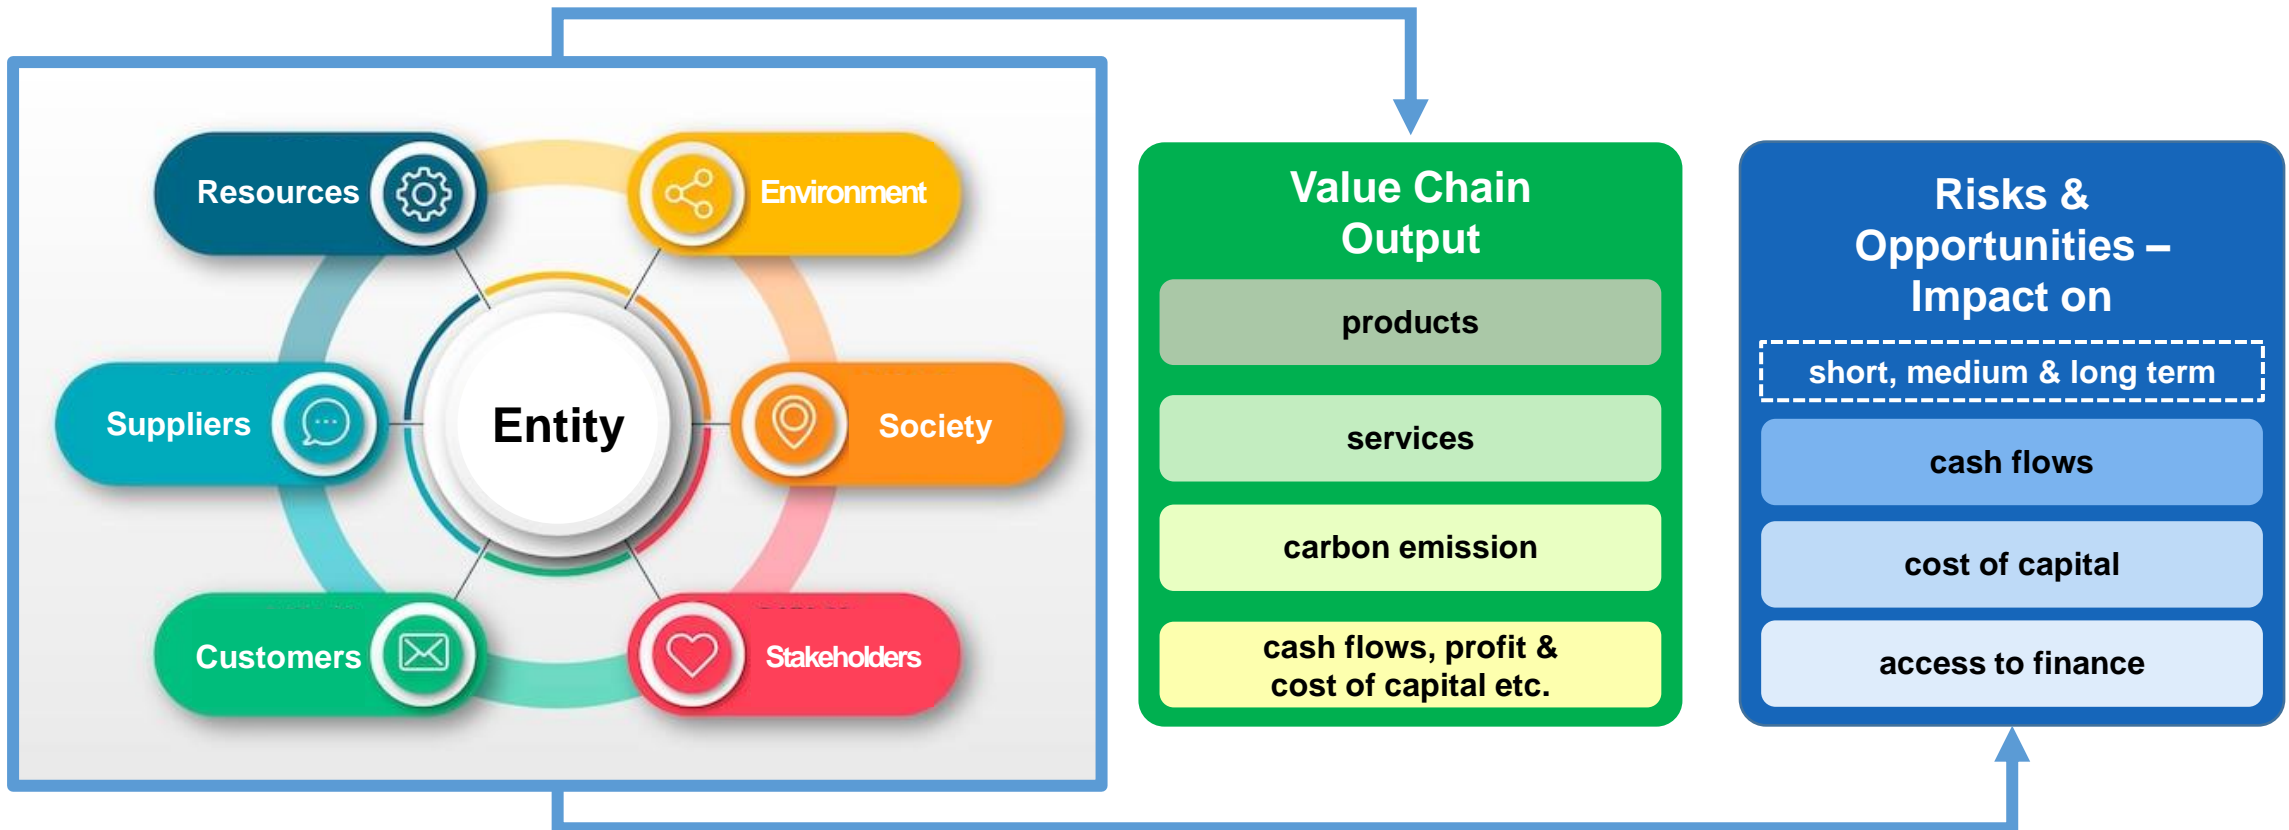 Resources
Environment
Suppliers
Entity
Society
Customers
Stakeholders
Value Chain
Output
products
services
carbon emission
cash flows, profit &
cost of capital etc.
Risks &
Opportunities –
Impact on
short, medium & long term
cash flows
cost of capital
access to finance